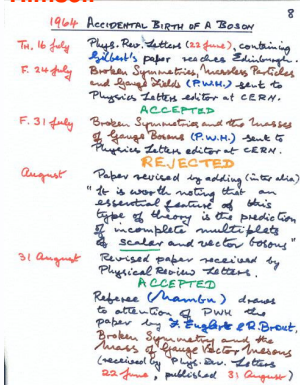 8
1964 ACCIDENTAL BIRTH OF A BOSON
TH. 16 July Phys. Rev. Letters (22 June), containing
Gilbert's paper reaches Edinburgh.
F. 24 July Broken Symmetries, Massless Particles
and Gauge Fields (P.W.H.) sent to
Physics Letters editor at CERN.
ACCEPTED
F. 31 July Broken Symmetries and the Masses
of Gauge Bosons (P.W.H.) sent to
Physics Letters editor at CERN.
REJECTED
August Paper revised by adding (inter alia)
"It is worth noting that an
essential feature of this
type of theory is the prediction
of incomplete multiplets
of scalar and vector bosons"
31 August Revised paper received by
Physical Review Letters.
ACCEPTED
Referee (Nambu) draws
to attention of PWH the
paper by F. Englert & R. Brout,
Broken Symmetry and the
Mass of Gauge Vector Mesons
(received by Phys. Rev. Letters
22 June, published 31 August)